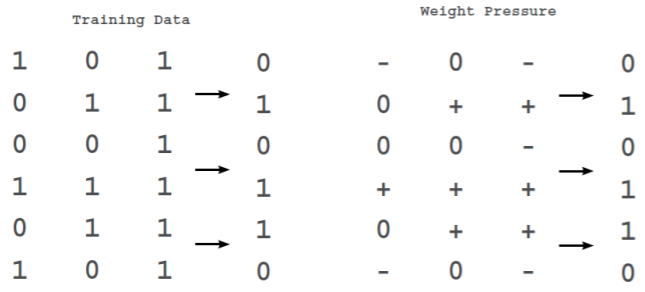 Training Data Weight Pressure
1 0 1 0 - 0 - 0
0 1 1 → 1 0 + + → 1
0 0 1 0 0 0 - 0
1 1 1 → 1 + + + → 1
0 1 1 1 0 + + 1
1 0 1 → 0 - 0 - → 0